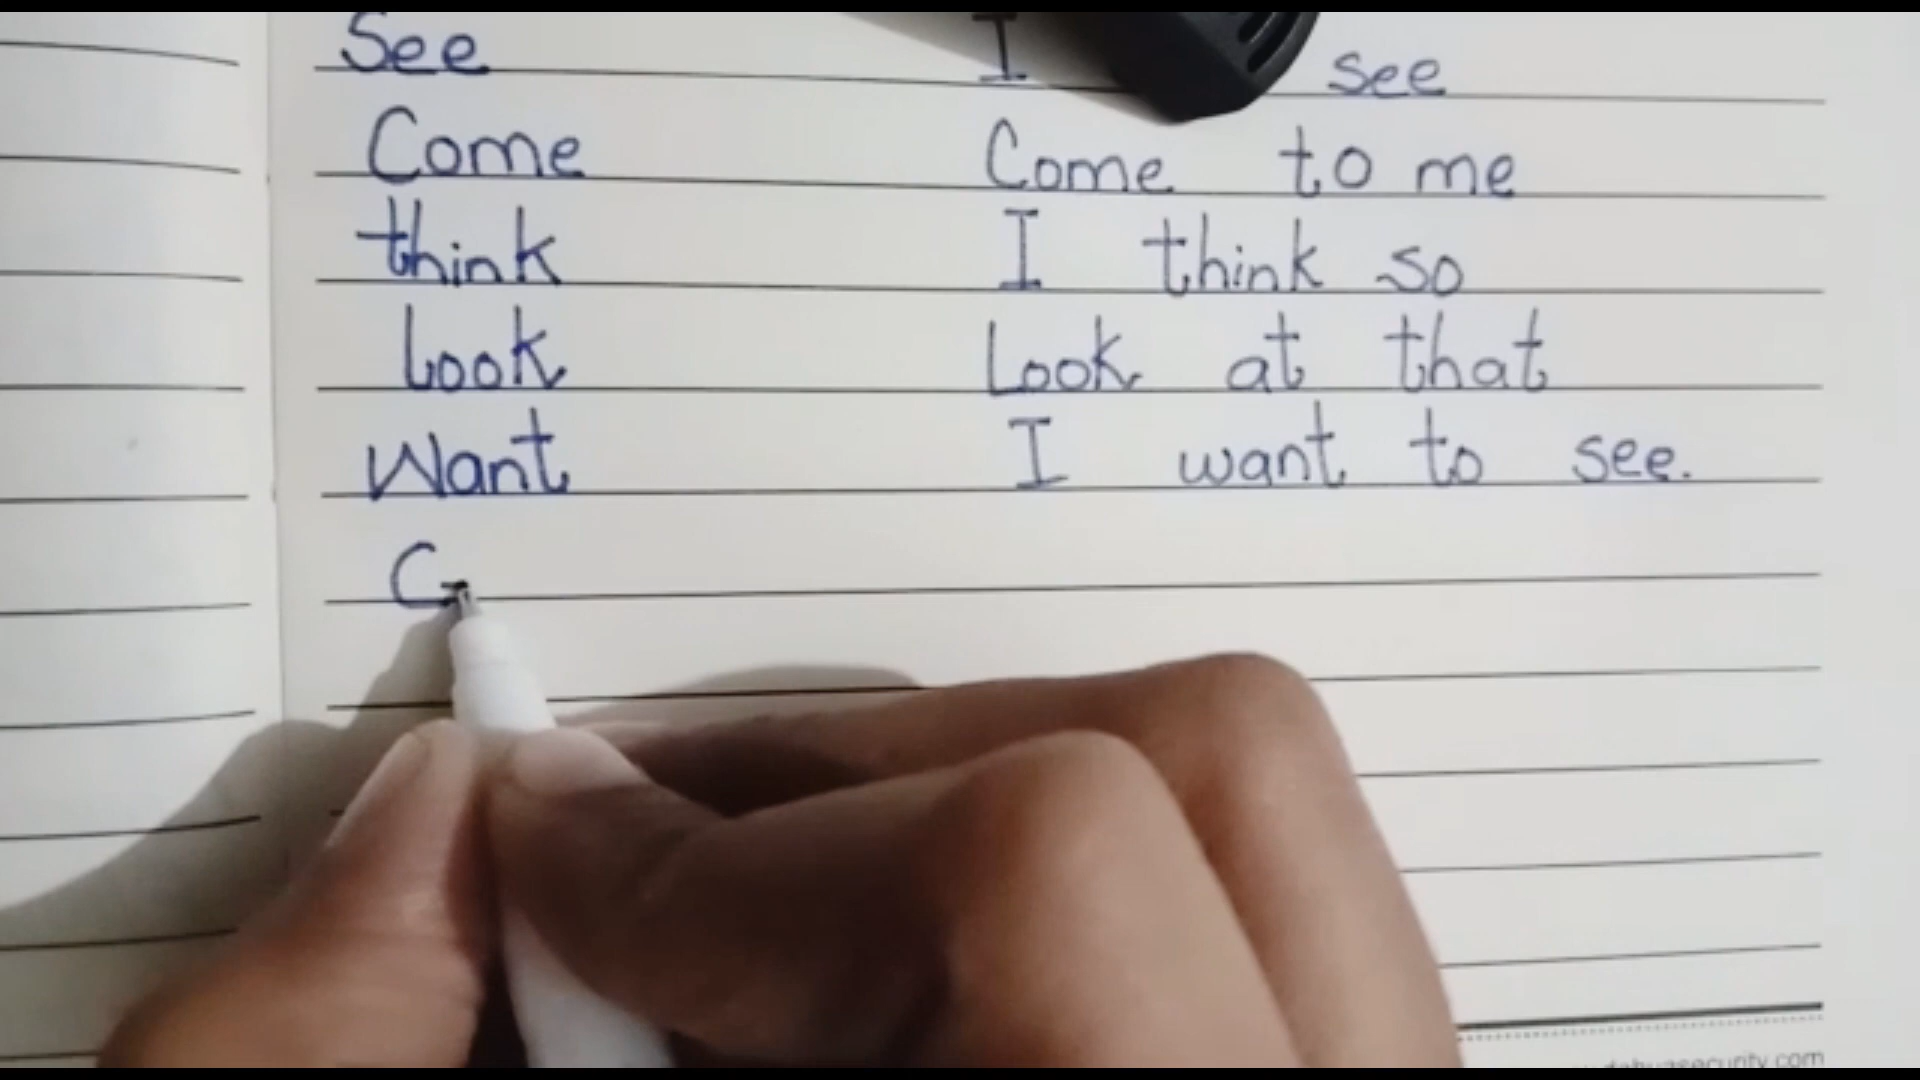 See I see
Come Come to me
think I think so
Look Look at that
Want I want to see.
G